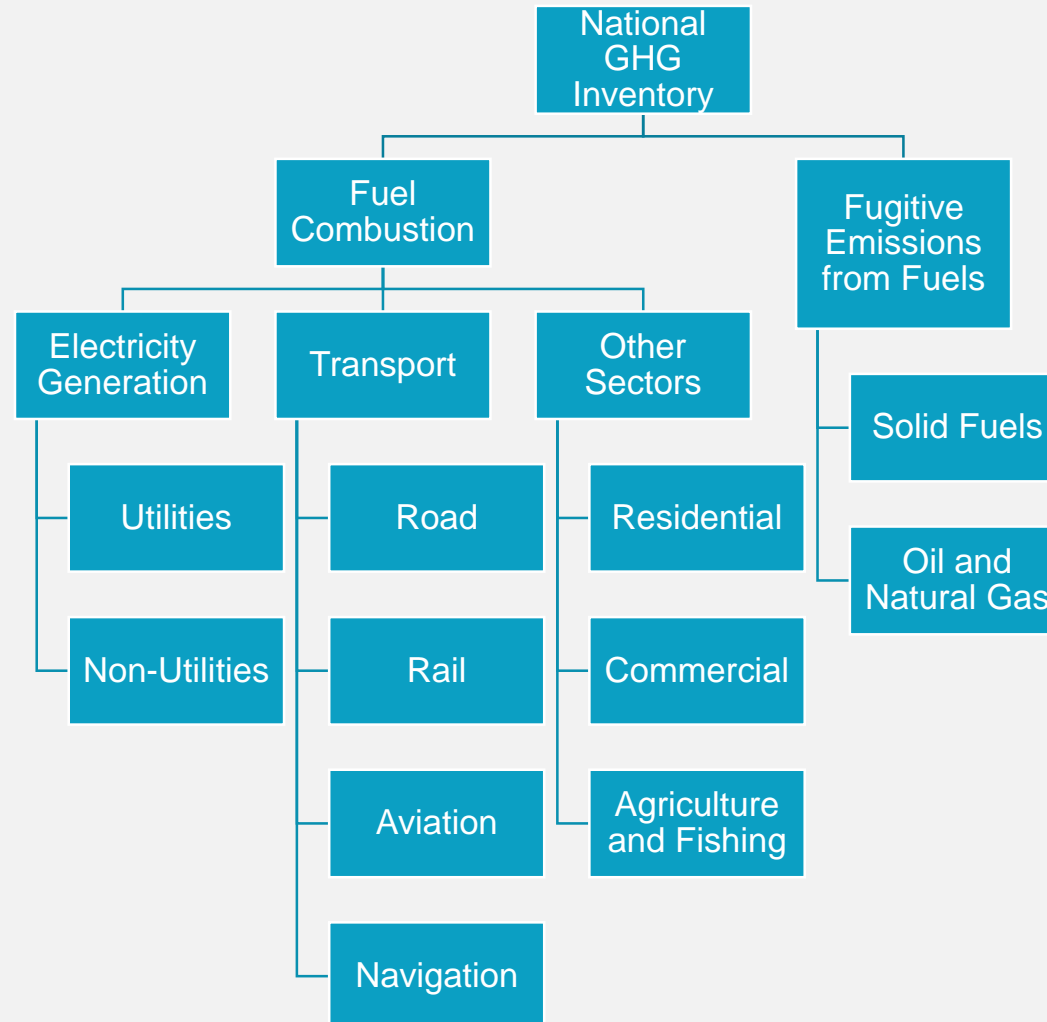 National
GHG
Inventory
Fuel
Combustion
Fugitive
Emissions
from Fuels
Electricity
Generation
Transport
Other
Sectors
Solid Fuels
Utilities
Road
Residential
Oil and
Natural Gas
Non-Utilities
Rail
Commercial
Aviation
Agriculture
and Fishing
Navigation